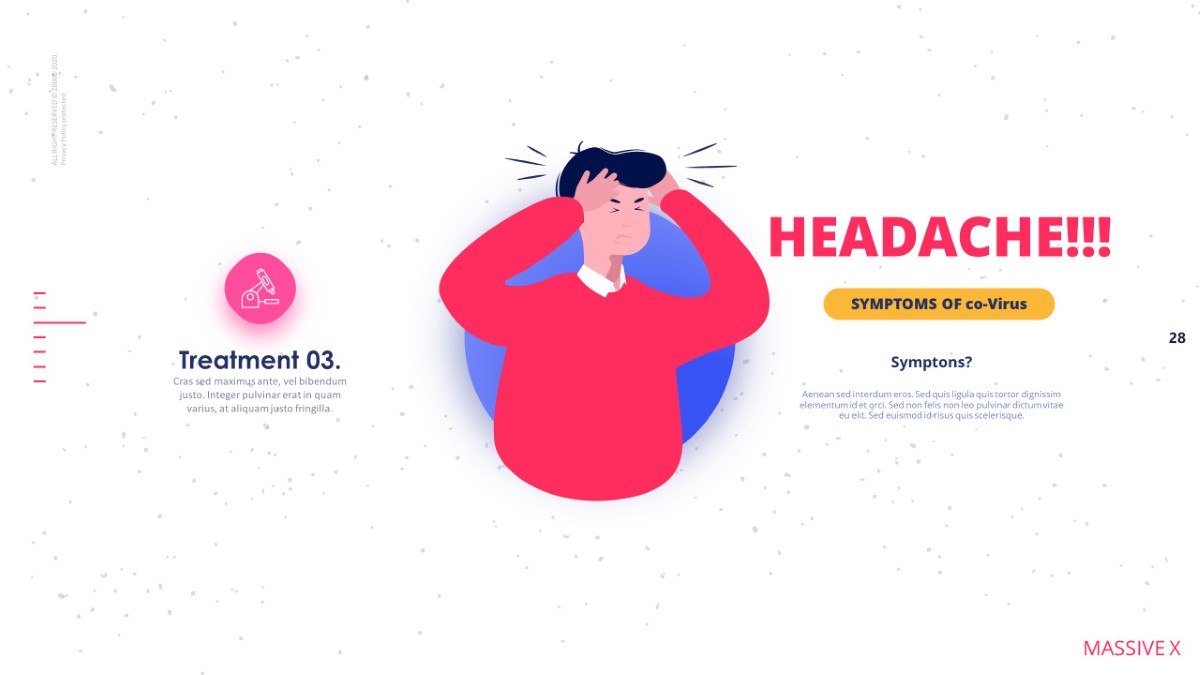 ALL RIGHT RESERVED © 2008© 2020.
Privacy Policy protected
HEADACHE!!!
SYMPTOMS OF co-Virus
28
Treatment 03.
Symptons?
Cras sed maximus ante, vel bibendum
justo. Integer pulvinar erat in quam
varius, at aliquam justo fringilla.
Aenean sed interdum eros. Sed quis ligula quis tortor dignissim
elementum id et orci. Sed non felis non leo pulvinar dictum vitae
eu elit. Sed euismod id risus quis scelerisque.
MASSIVE X